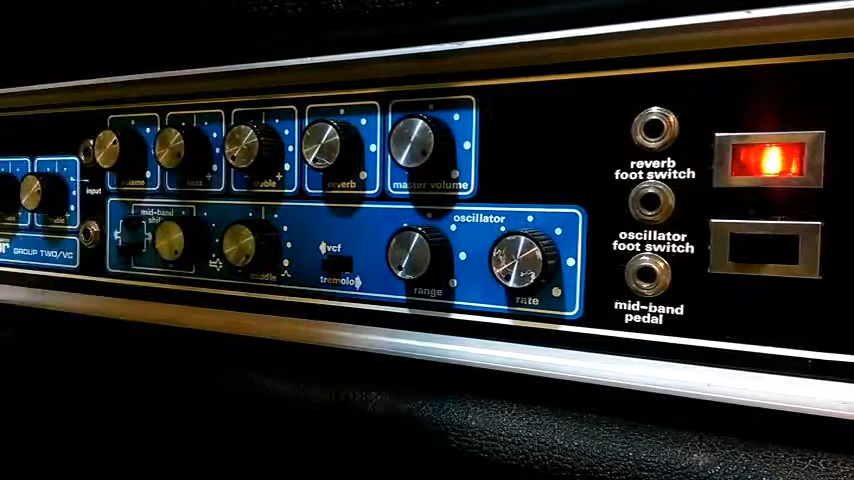 volume bass treble reverb master volume
input
mid-band shift
middle
oscillator
vcf
tremolo
range
rate
GROUP TWO/VC
reverb
foot switch
oscillator
foot switch
mid-band
pedal